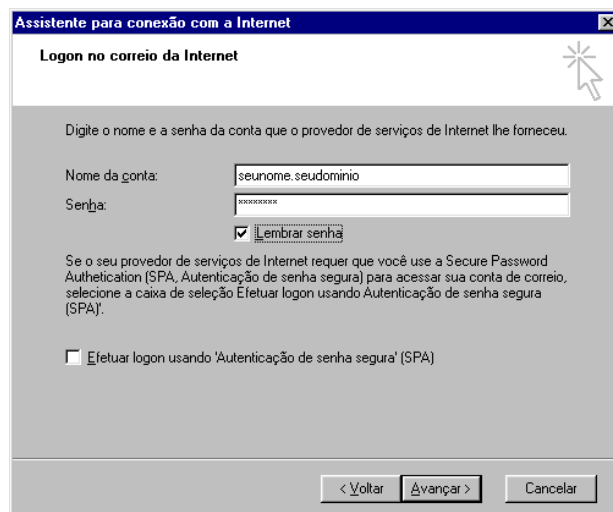 Assistente para conexão com a Internet
Logon no correio da Internet
Digite o nome e a senha da conta que o provedor de serviços de Internet lhe forneceu.
Nome da conta: seunome.seudominio
Senha: ********
Lembrar senha
Se o seu provedor de serviços de Internet requer que você use a Secure Password
Authetication (SPA, Autenticação de senha segura) para acessar sua conta de correio,
selecione a caixa de seleção Efetuar logon usando Autenticação de senha segura
(SPA)'.
Efetuar logon usando 'Autenticação de senha segura' (SPA)
< Voltar Avançar > Cancelar